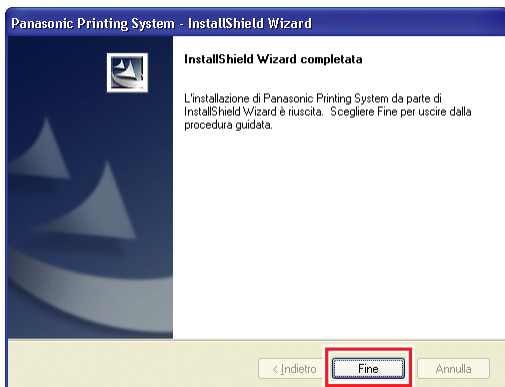 Panasonic Printing System - InstallShield Wizard
InstallShield Wizard completata
L'installazione di Panasonic Printing System da parte di
InstallShield Wizard è riuscita. Scegliere Fine per uscire dalla
procedura guidata.
< Indietro
Fine
Annulla